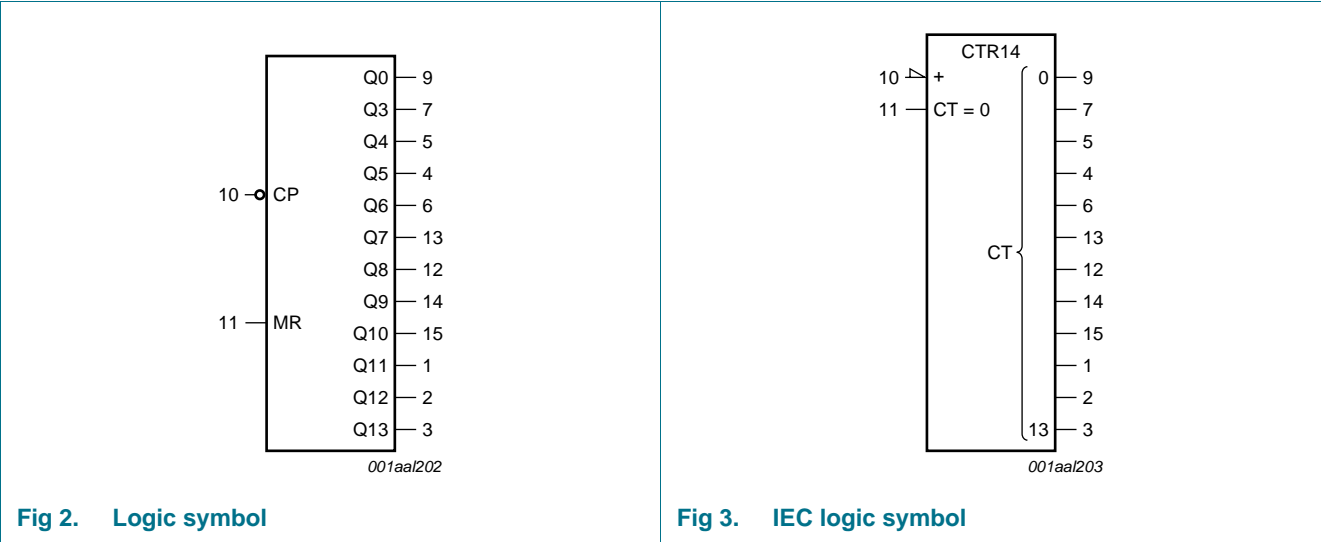 Q0 9
Q3 7
Q4 5
Q5 4
10 CP Q6 6
Q7 13
Q8 12
Q9 14
11 MR Q10 15
Q11 1
Q12 2
Q13 3
001aal202
Fig 2. Logic symbol
CTR14
10 + 0 9
11 CT = 0 7
5
4
6
13
CT
12
14
15
1
2
13 3
001aal203
Fig 3. IEC logic symbol